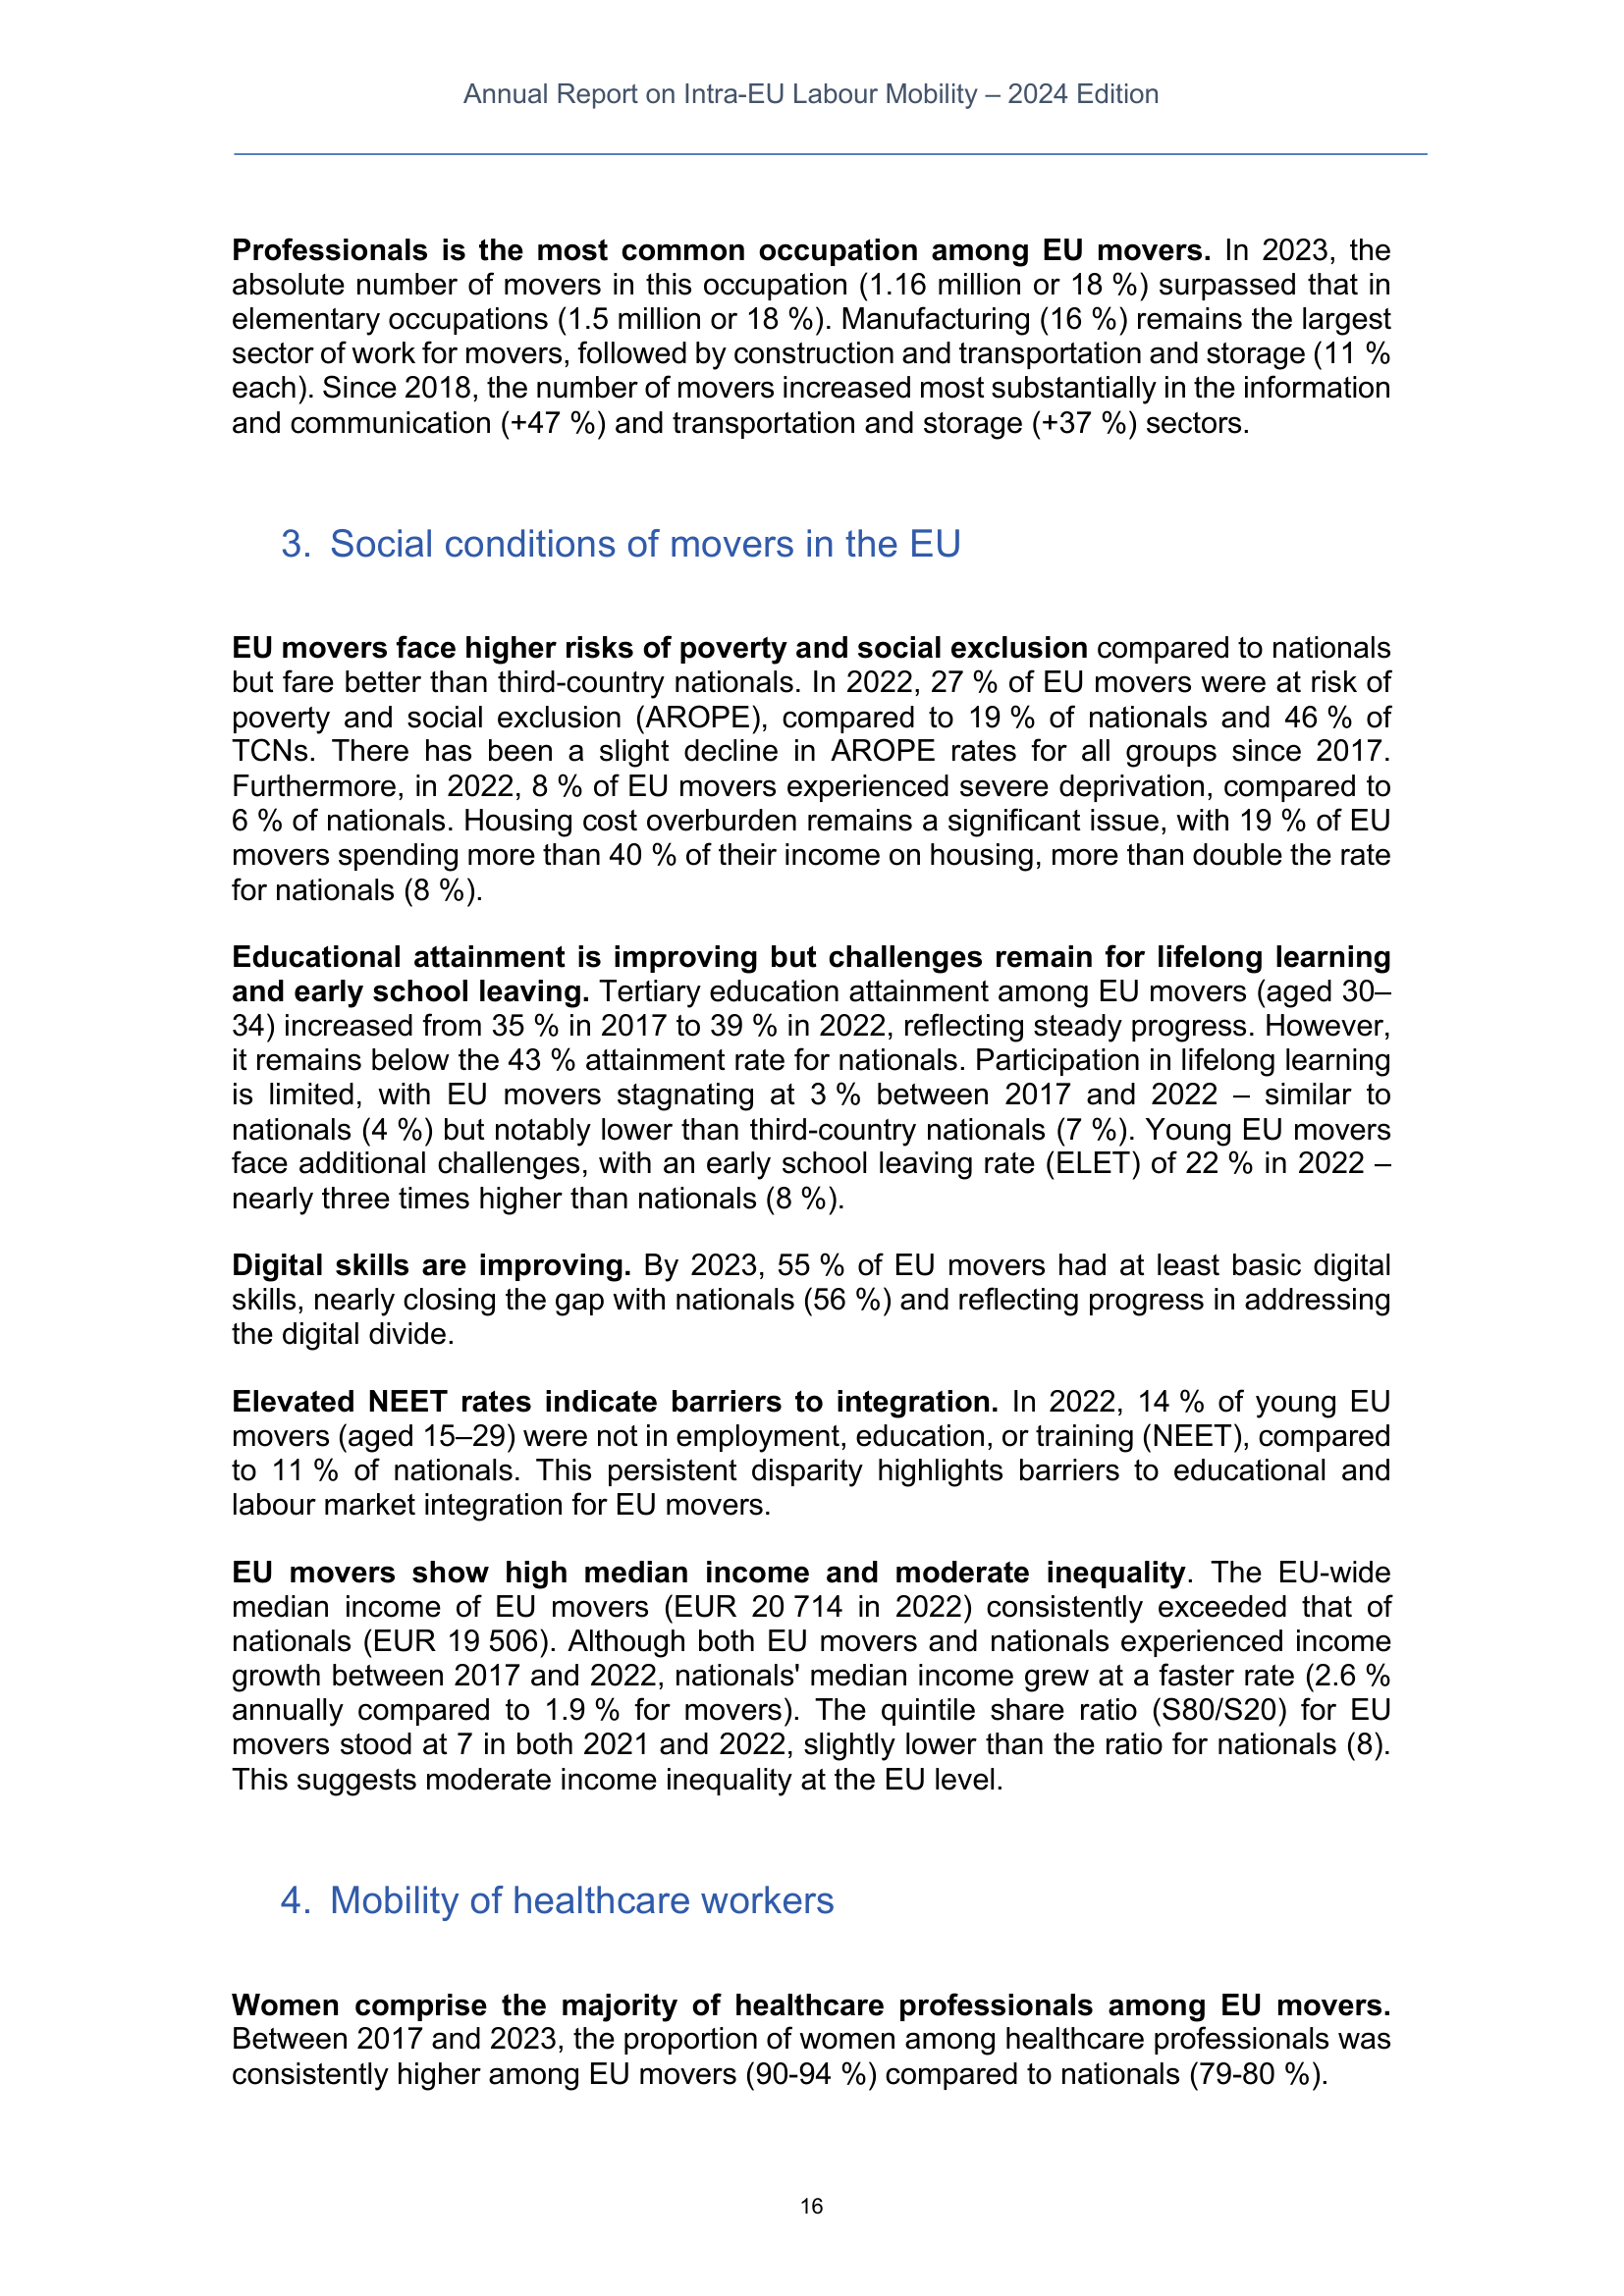 Annual Report on Intra-EU Labour Mobility – 2024 Edition
Professionals is the most common occupation among EU movers. In 2023, the
absolute number of movers in this occupation (1.16 million or 18 %) surpassed that in
elementary occupations (1.5 million or 18 %). Manufacturing (16 %) remains the largest
sector of work for movers, followed by construction and transportation and storage (11 %
each). Since 2018, the number of movers increased most substantially in the information
and communication (+47 %) and transportation and storage (+37 %) sectors.
3. Social conditions of movers in the EU
EU movers face higher risks of poverty and social exclusion compared to nationals
but fare better than third-country nationals. In 2022, 27 % of EU movers were at risk of
poverty and social exclusion (AROPE), compared to 19 % of nationals and 46 % of
TCNs. There has been a slight decline in AROPE rates for all groups since 2017.
Furthermore, in 2022, 8 % of EU movers experienced severe deprivation, compared to
6 % of nationals. Housing cost overburden remains a significant issue, with 19 % of EU
movers spending more than 40 % of their income on housing, more than double the rate
for nationals (8 %).
Educational attainment is improving but challenges remain for lifelong learning
and early school leaving. Tertiary education attainment among EU movers (aged 30–
34) increased from 35 % in 2017 to 39 % in 2022, reflecting steady progress. However,
it remains below the 43 % attainment rate for nationals. Participation in lifelong learning
is limited, with EU movers stagnating at 3 % between 2017 and 2022 – similar to
nationals (4 %) but notably lower than third-country nationals (7 %). Young EU movers
face additional challenges, with an early school leaving rate (ELET) of 22 % in 2022 –
nearly three times higher than nationals (8 %).
Digital skills are improving. By 2023, 55 % of EU movers had at least basic digital
skills, nearly closing the gap with nationals (56 %) and reflecting progress in addressing
the digital divide.
Elevated NEET rates indicate barriers to integration. In 2022, 14 % of young EU
movers (aged 15–29) were not in employment, education, or training (NEET), compared
to 11 % of nationals. This persistent disparity highlights barriers to educational and
labour market integration for EU movers.
EU movers show high median income and moderate inequality. The EU-wide
median income of EU movers (EUR 20 714 in 2022) consistently exceeded that of
nationals (EUR 19 506). Although both EU movers and nationals experienced income
growth between 2017 and 2022, nationals' median income grew at a faster rate (2.6 %
annually compared to 1.9 % for movers). The quintile share ratio (S80/S20) for EU
movers stood at 7 in both 2021 and 2022, slightly lower than the ratio for nationals (8).
This suggests moderate income inequality at the EU level.
4. Mobility of healthcare workers
Women comprise the majority of healthcare professionals among EU movers.
Between 2017 and 2023, the proportion of women among healthcare professionals was
consistently higher among EU movers (90-94 %) compared to nationals (79-80 %).
16